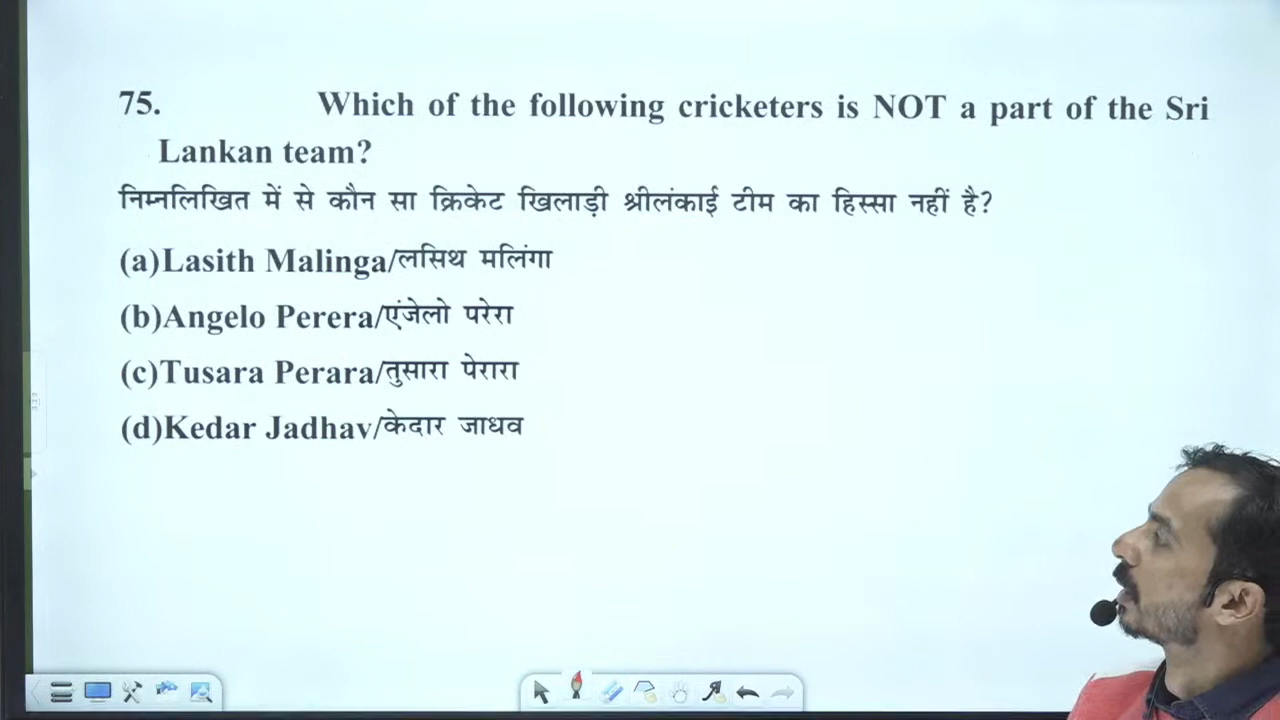 75. Which of the following cricketers is NOT a part of the Sri
Lankan team?
निम्नलिखित में से कौन सा क्रिकेट खिलाड़ी श्रीलंकाई टीम का हिस्सा नहीं है?
(a)Lasith Malinga/लसिथ मलिंगा
(b)Angelo Perera/एंजेलो परेरा
(c)Tusara Perara/तुसारा पेरारा
(d)Kedar Jadhav/केदार जाधव